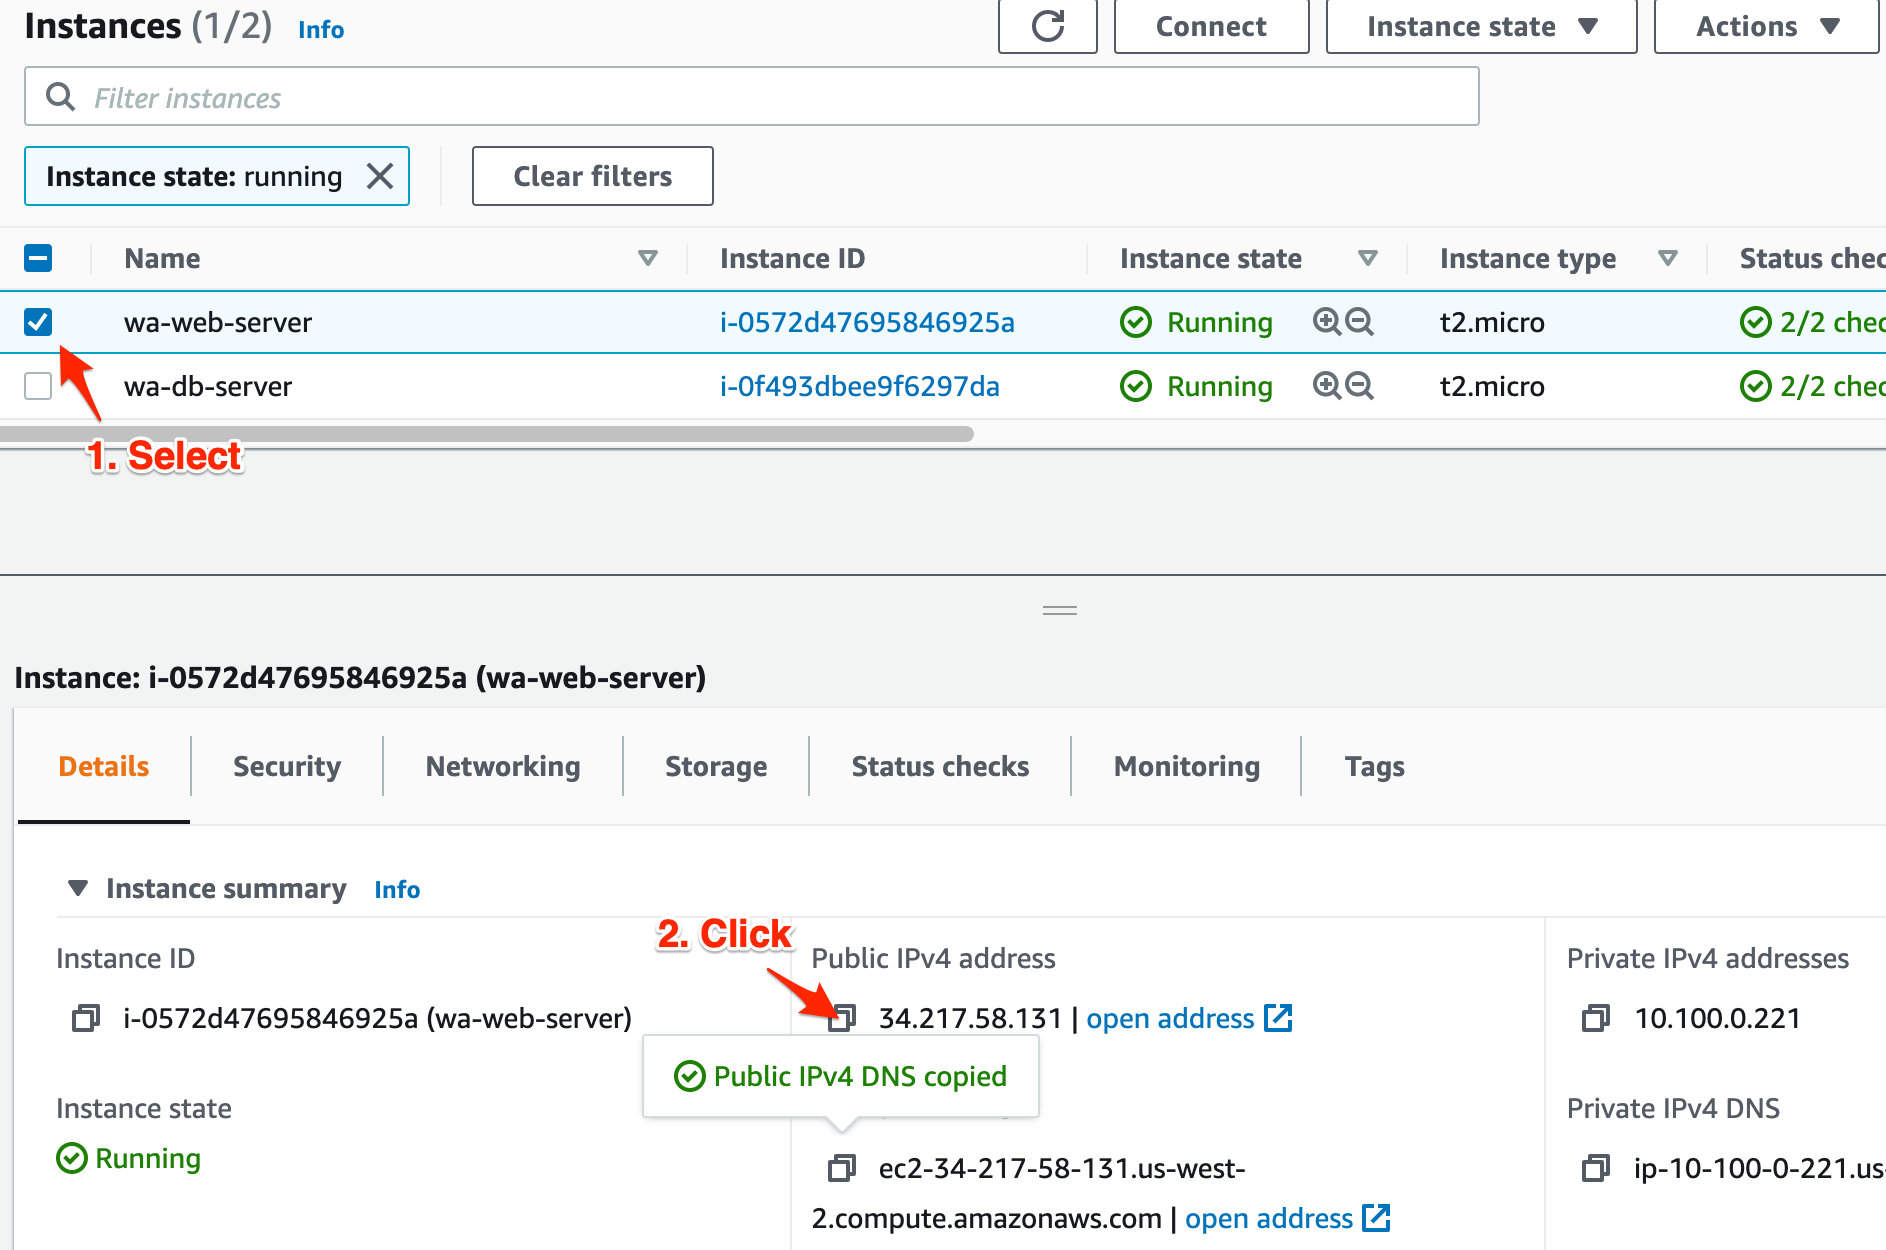 Instances (1/2) Info
Connect
Instance state
Actions
Filter instances
Instance state: running
Clear filters
Name Instance ID Instance state Instance type Status chec
wa-web-server i-0572d47695846925a Running t2.micro 2/2 chec
wa-db-server i-0f493dbee9f6297da Running t2.micro 2/2 chec
1. Select
Instance: i-0572d47695846925a (wa-web-server)
Details Security Networking Storage Status checks Monitoring Tags
Instance summary Info
2. Click
Instance ID
i-0572d47695846925a (wa-web-server)
Public IPv4 address
34.217.58.131 | open address
Private IPv4 addresses
10.100.0.221
Public IPv4 DNS copied
Instance state
Running
ec2-34-217-58-131.us-west-
2.compute.amazonaws.com | open address
Private IPv4 DNS
ip-10-100-0-221.us-